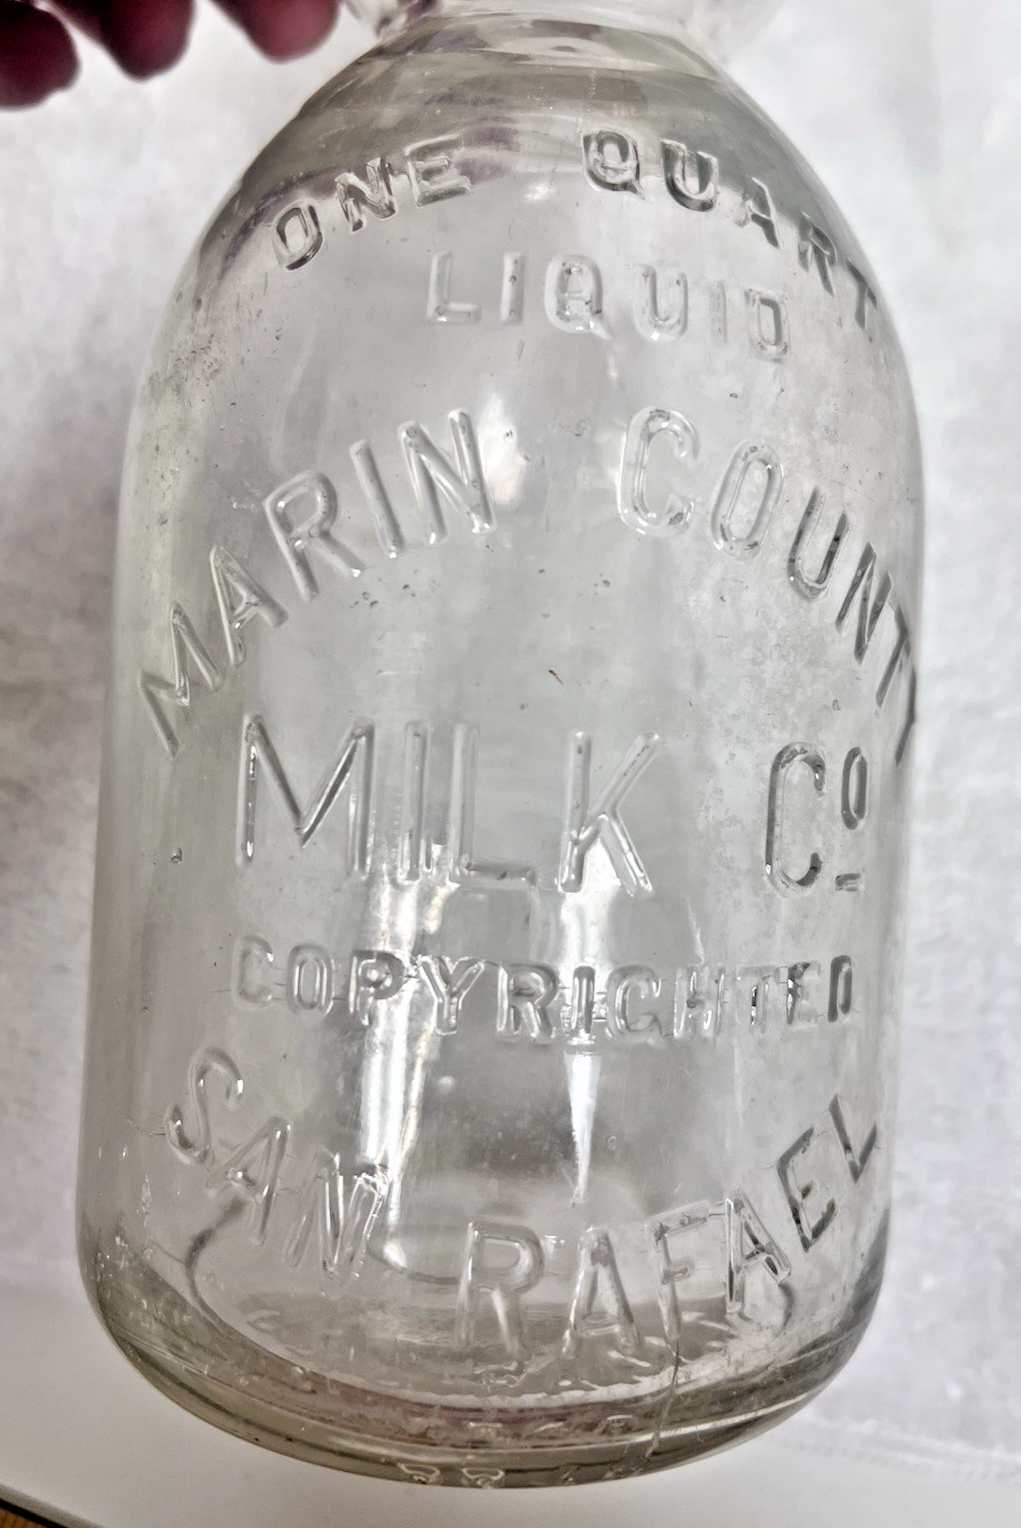 ONE QUART
LIQUID
MARIN COUNTY
MILK Cº
COPYRIGHTED
SAN RAFAEL